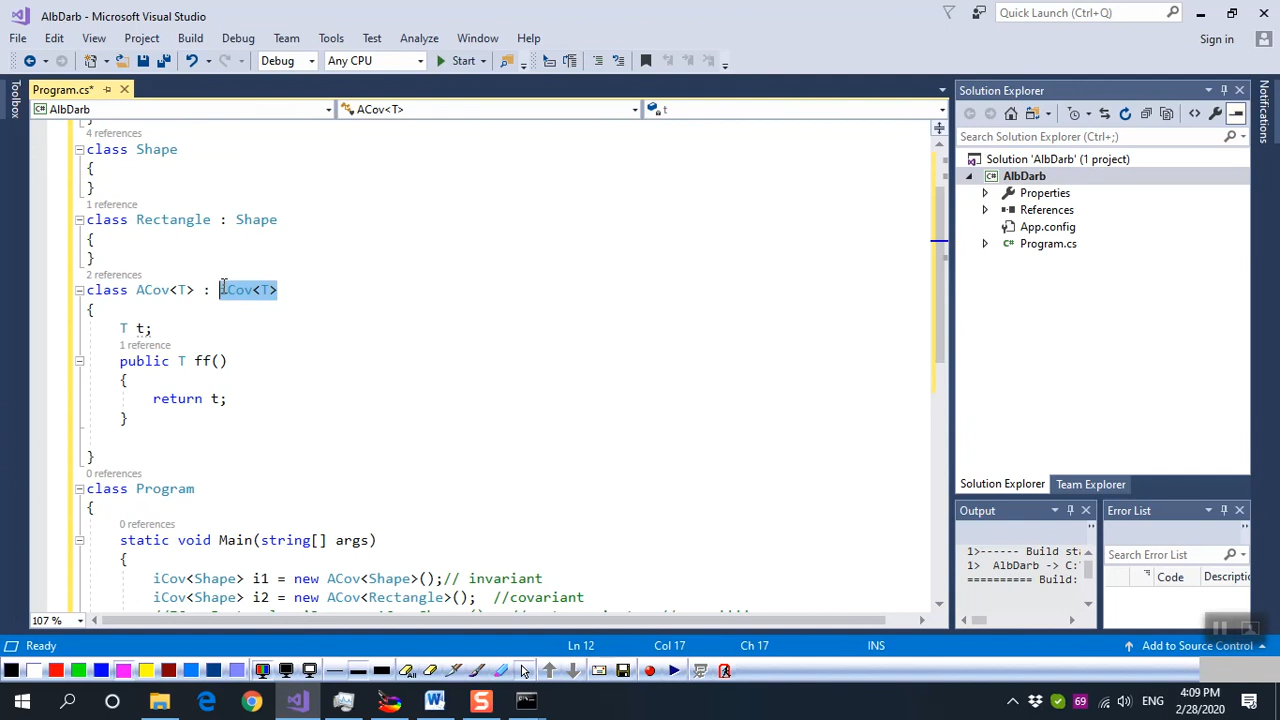 AlbDarb - Microsoft Visual Studio
Quick Launch (Ctrl+Q)
File Edit View Project Build Debug Team Tools Test Analyze Window Help
Sign in
Debug Any CPU Start
Toolbox
Program.cs*
AlbDarb ACov<T> t
4 references
class Shape
{
}
1 reference
class Rectangle : Shape
{
}
2 references
class ACov<T> : iCov<T>
{
T t;
1 reference
public T ff()
{
return t;
}
}
0 references
class Program
{
0 references
static void Main(string[] args)
{
iCov<Shape> i1 = new ACov<Shape>();// invariant
iCov<Shape> i2 = new ACov<Rectangle>(); //covariant
107 %
Solution Explorer
Search Solution Explorer (Ctrl+;)
Solution 'AlbDarb' (1 project)
AlbDarb
Properties
References
App.config
Program.cs
Solution Explorer Team Explorer
Notifications
Output
1>------ Build sta
1> AlbDarb -> C:
========== Build:
Error List
Search Error List
Code Descriptio
Ready Ln 12 Col 17 Ch 17 INS Add to Source Control
69 ENG
4:09 PM
2/28/2020